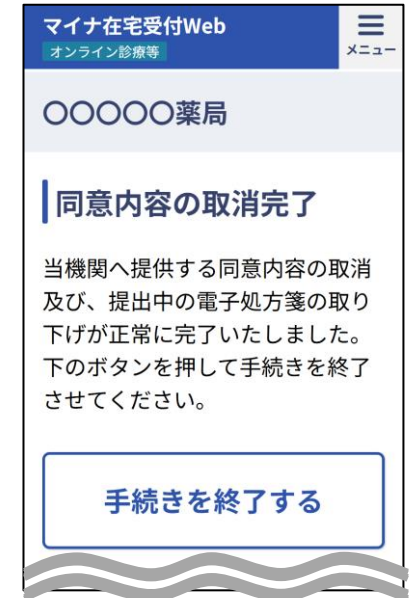 マイナ在宅受付Web
オンライン診療等
メニュー
〇〇〇〇〇薬局
同意内容の取消完了
当機関へ提供する同意内容の取消
及び、提出中の電子処方箋の取り
下げが正常に完了いたしました。
下のボタンを押して手続きを終了
させてください。
手続きを終了する